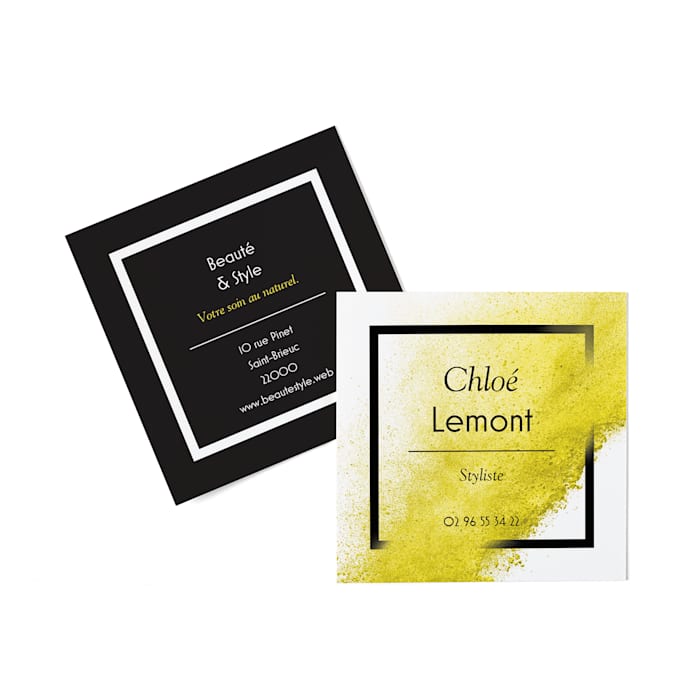 Beauté
& Style
Votre soin au naturel.
10 rue Pinet
Saint-Brieuc
22000
www.beautestyle.web
Chloé
Lemont
Styliste
02 96 55 34 22